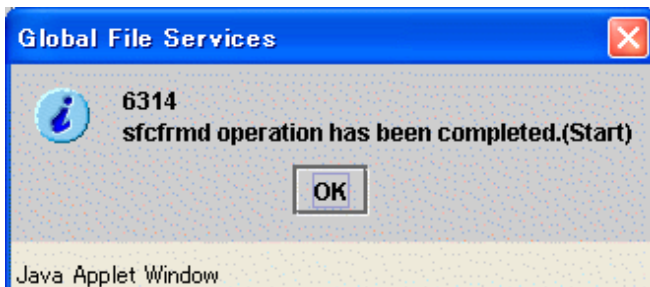 Global File Services
6314
sfcfrmd operation has been completed.(Start)
OK
Java Applet Window